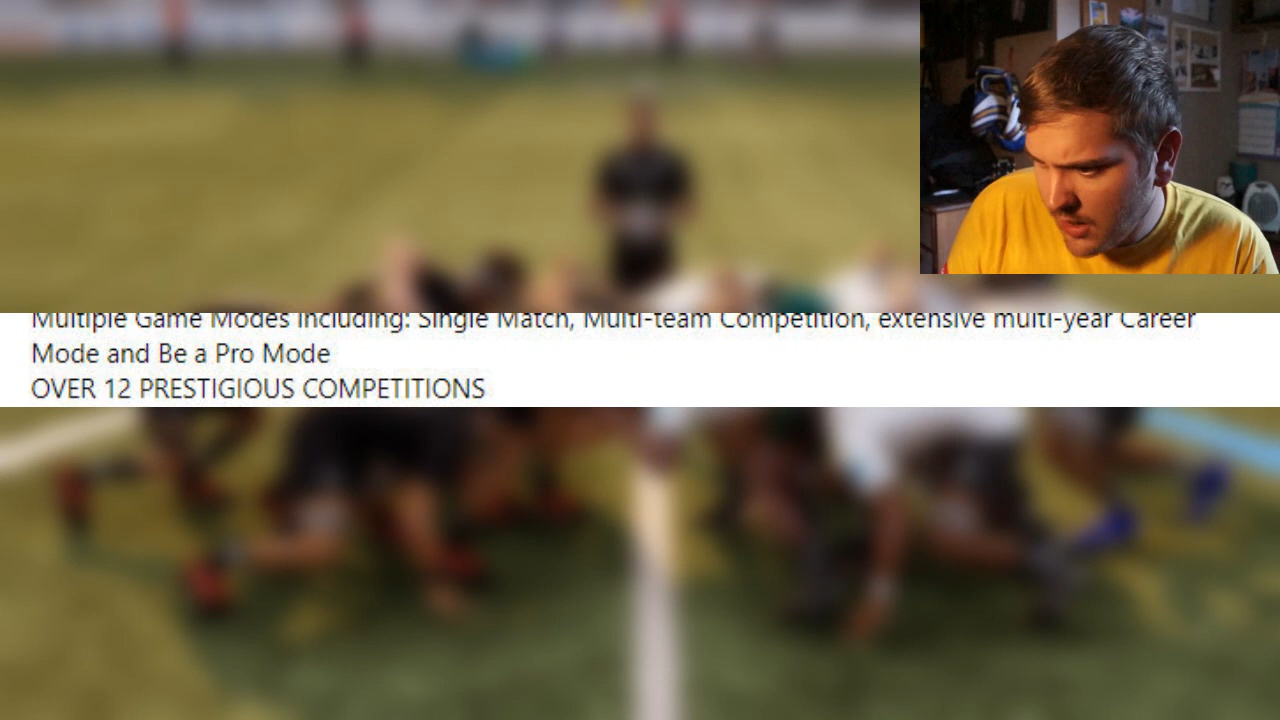 Multiple Game Modes including: Single Match, Multi-team Competition, extensive multi-year Career
Mode and Be a Pro Mode
OVER 12 PRESTIGIOUS COMPETITIONS